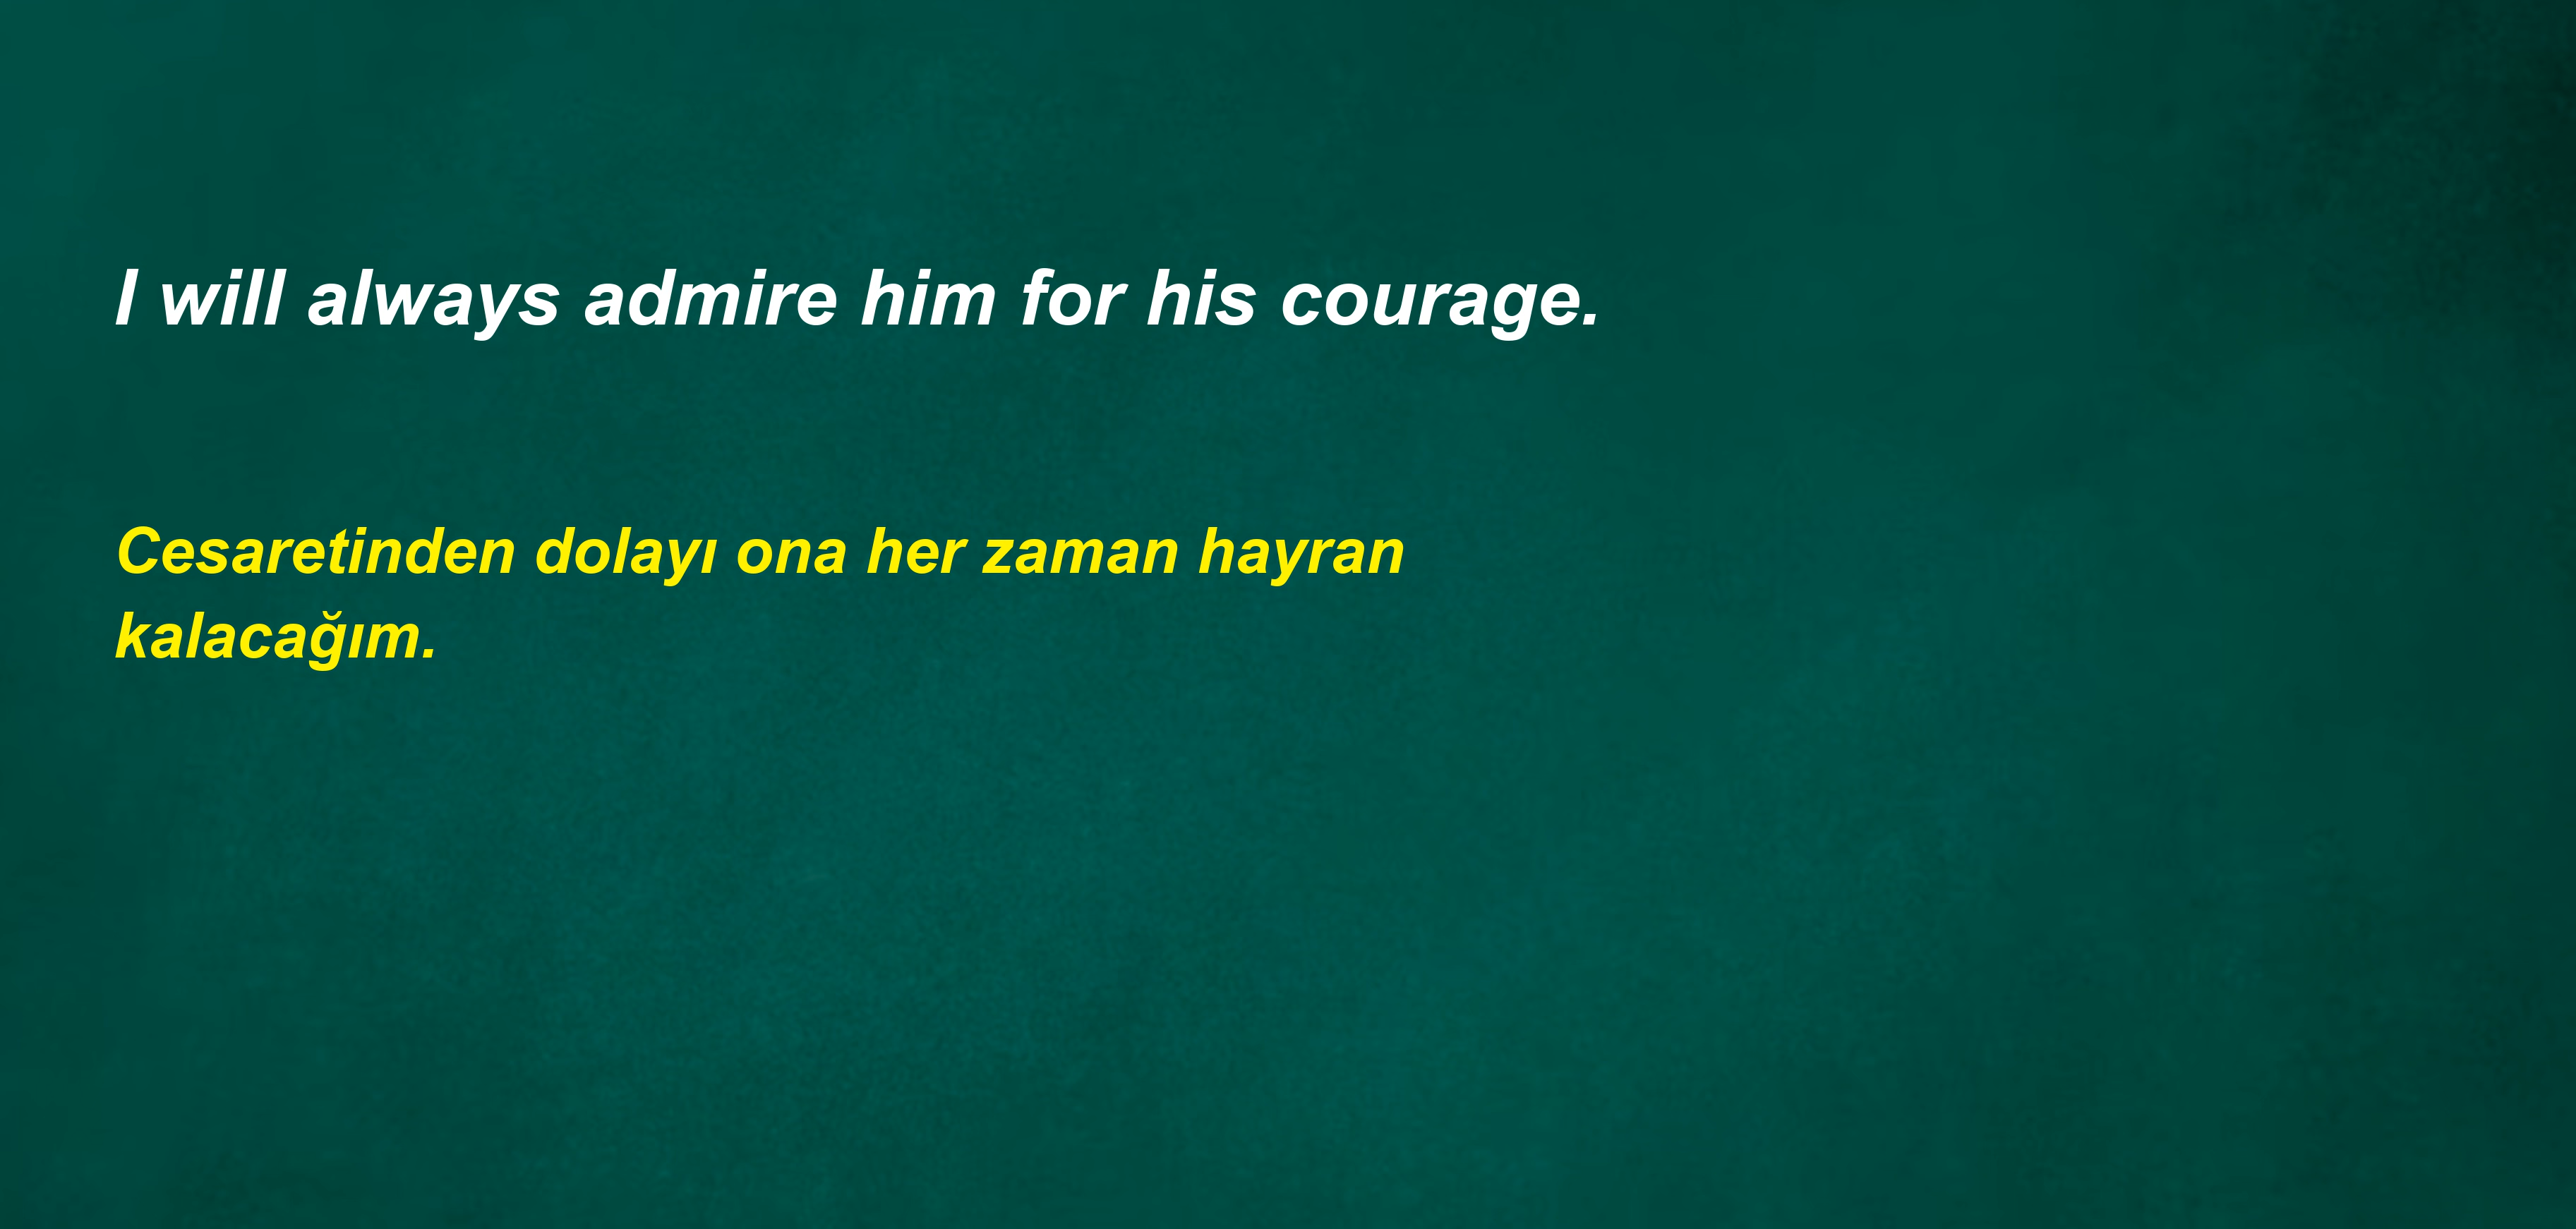 I will always admire him for his courage.
Cesaretinden dolayı ona her zaman hayran
kalacağım.